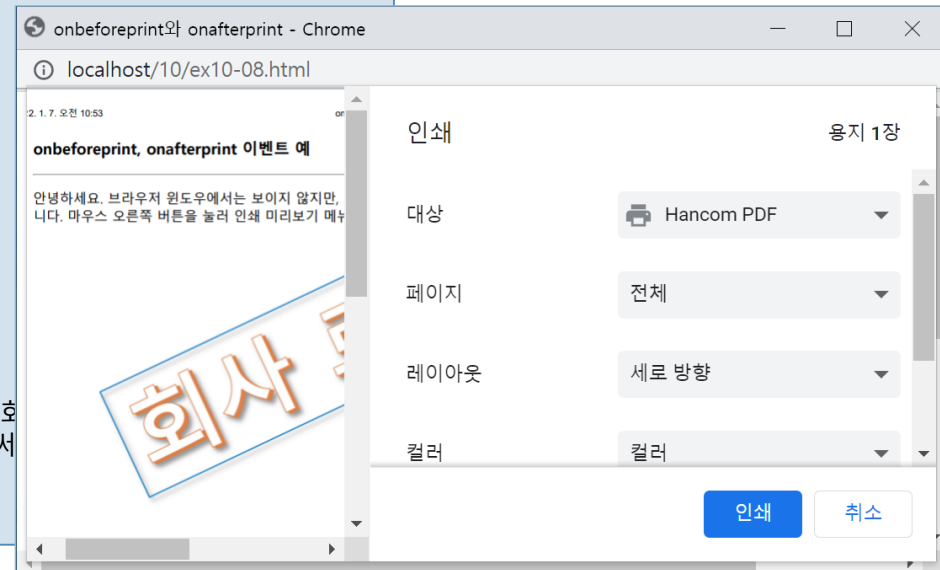 onbeforeprint와 onafterprint - Chrome
localhost/10/ex10-08.html
2. 1. 7. 오전 10:53
onbeforeprint, onafterprint 이벤트 예
안녕하세요. 브라우저 윈도우에서는 보이지 않지만,
니다. 마우스 오른쪽 버튼을 눌러 인쇄 미리보기 메뉴
회사
인쇄
용지 1장
대상
Hancom PDF
페이지
전체
레이아웃
세로 방향
컬러
컬러
인쇄
취소